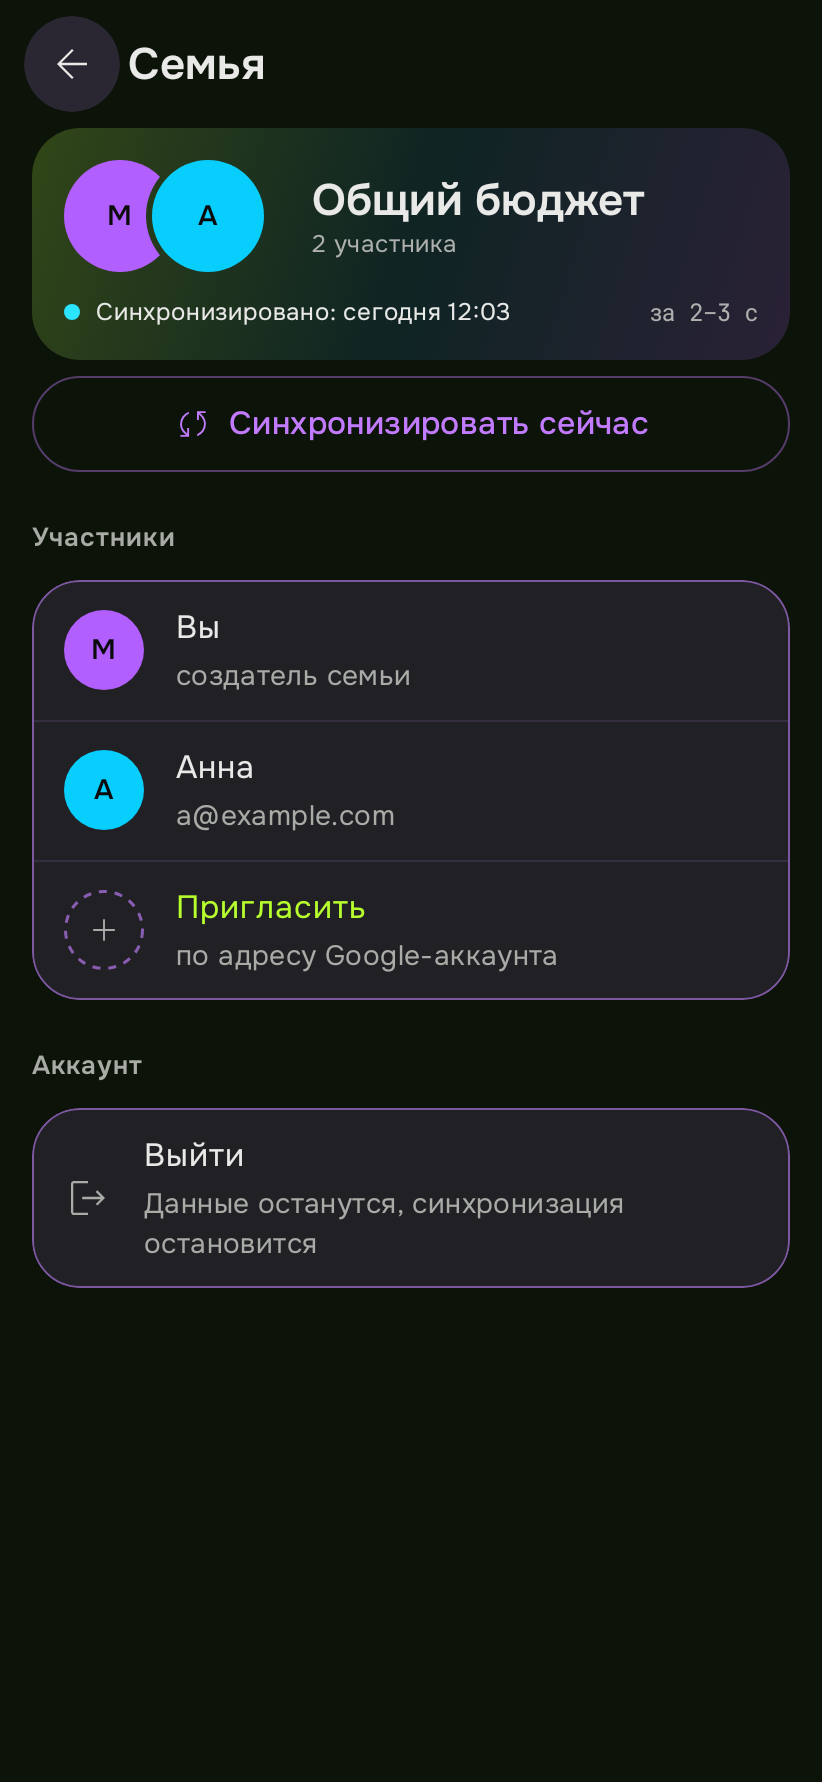 Семья
М
А
Общий бюджет
2 участника
Синхронизировано: сегодня 12:03
за 2–3 с
Синхронизировать сейчас
Участники
М
Вы
создатель семьи
А
Анна
a@example.com
Пригласить
по адресу Google-аккаунта
Аккаунт
Выйти
Данные останутся, синхронизация
остановится